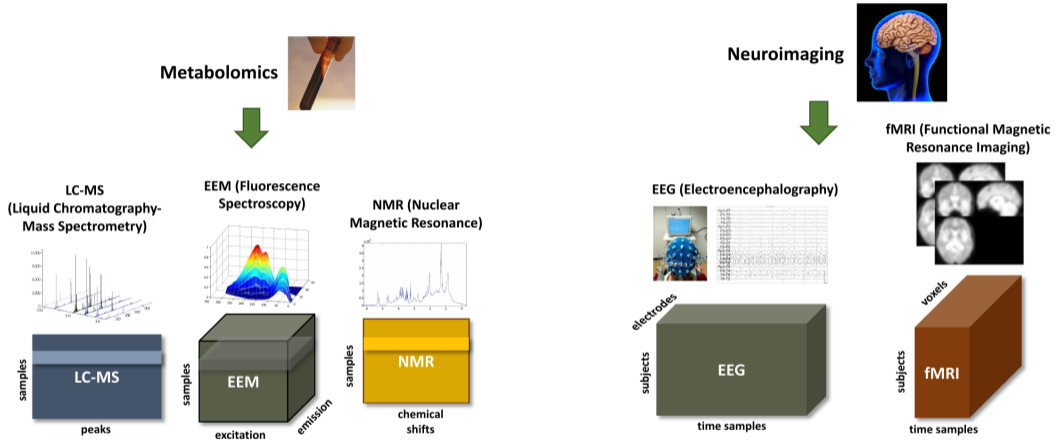 Metabolomics
Neuroimaging
LC-MS
(Liquid Chromatography-
Mass Spectrometry)
EEM (Fluorescence
Spectroscopy)
NMR (Nuclear
Magnetic Resonance)
EEG (Electroencephalography)
fMRI (Functional Magnetic
Resonance Imaging)
samples
LC-MS
peaks
samples
EEM
excitation
emission
samples
NMR
chemical
shifts
electrodes
subjects
EEG
time samples
voxels
subjects
fMRI
time samples